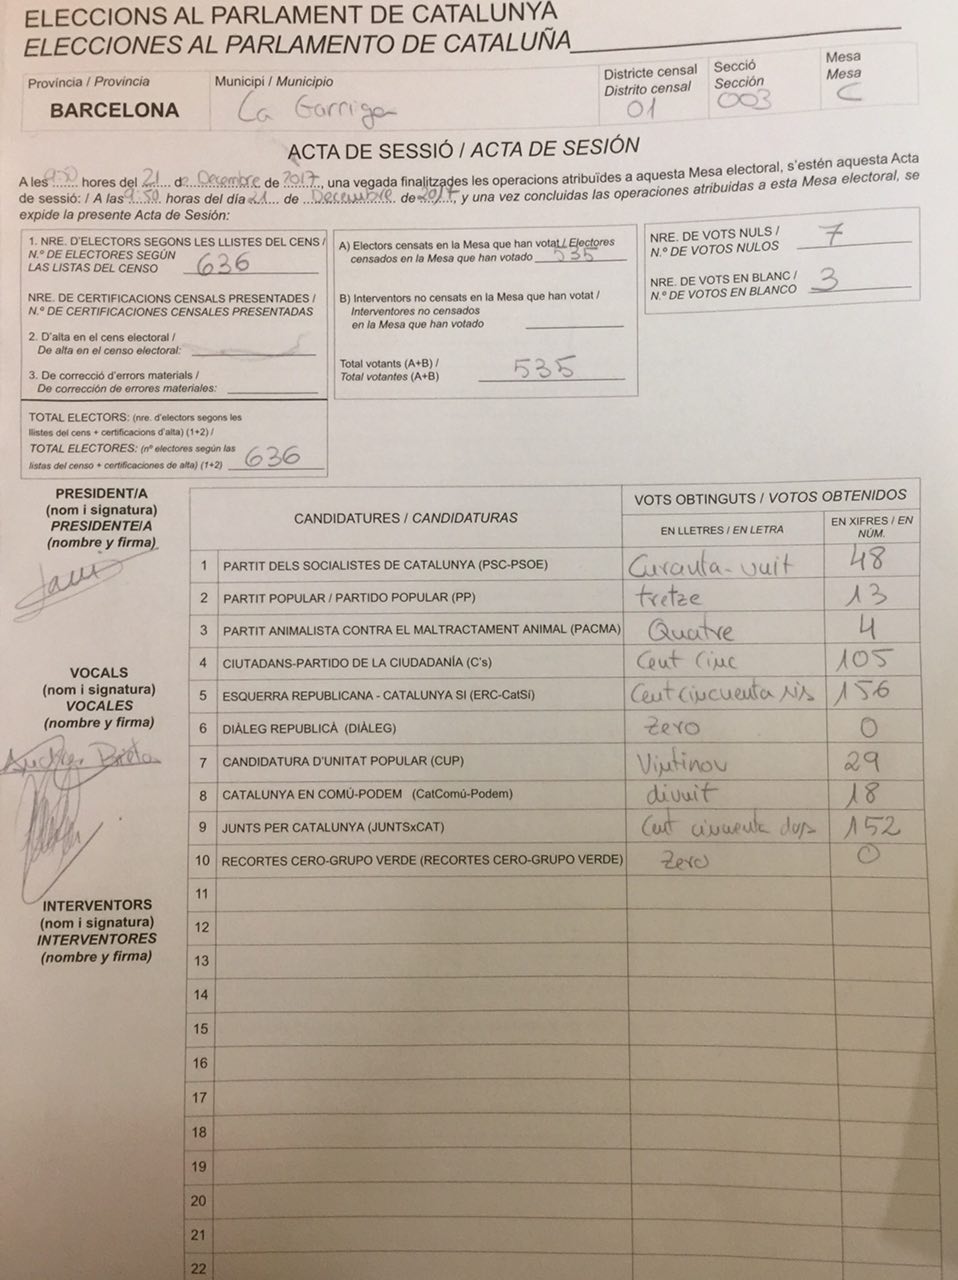 ELECCIONS AL PARLAMENT DE CATALUNYA
ELECCIONES AL PARLAMENTO DE CATALUÑA
Província / Provincia
BARCELONA
Municipi / Municipio
La Garriga
Districte censal
Distrito censal
01
Secció
Sección
003
Mesa
Mesa
C
ACTA DE SESSIÓ / ACTA DE SESIÓN
A les 9:50 hores del 21 de Decembre de 2017, una vegada finalitzades les operacions atribuïdes a aquesta Mesa electoral, s'estén aquesta Acta
de sessió: / A las 9:50 horas del día 21 de Decembre de 2017, y una vez concluidas las operaciones atribuidas a esta Mesa electoral, se
expide la presente Acta de Sesión:
1. NRE. D'ELECTORS SEGONS LES LLISTES DEL CENS /
N.º DE ELECTORES SEGÚN
LAS LISTAS DEL CENSO 636
NRE. DE CERTIFICACIONS CENSALS PRESENTADES /
N.º DE CERTIFICACIONES CENSALES PRESENTADAS
2. D'alta en el cens electoral /
De alta en el censo electoral:
3. De correcció d'errors materials /
De corrección de errores materiales:
TOTAL ELECTORS: (nre. d'electors segons les
llistes del cens + certificacions d'alta) (1+2) /
TOTAL ELECTORES: (nº electores según las
listas del censo + certificaciones de alta) (1+2) 636
A) Electors censats en la Mesa que han votat / Electores
censados en la Mesa que han votado 535
B) Interventors no censats en la Mesa que han votat /
Interventores no censados
en la Mesa que han votado
Total votants (A+B) /
Total votantes (A+B) 535
NRE. DE VOTS NULS /
N.º DE VOTOS NULOS 7
NRE. DE VOTS EN BLANC /
N.º DE VOTOS EN BLANCO 3
PRESIDENT/A
(nom i signatura)
PRESIDENTE/A
(nombre y firma)
VOCALS
(nom i signatura)
VOCALES
(nombre y firma)
INTERVENTORS
(nom i signatura)
INTERVENTORES
(nombre y firma)
CANDIDATURES / CANDIDATURAS
VOTS OBTINGUTS / VOTOS OBTENIDOS
EN LLETRES / EN LETRA
EN XIFRES / EN
NÚM.
1 PARTIT DELS SOCIALISTES DE CATALUNYA (PSC-PSOE) Curanta-vuit 48
2 PARTIT POPULAR / PARTIDO POPULAR (PP) tretze 13
3 PARTIT ANIMALISTA CONTRA EL MALTRACTAMENT ANIMAL (PACMA) Quatre 4
4 CIUTADANS-PARTIDO DE LA CIUDADANÍA (C's) Cent Cinc 105
5 ESQUERRA REPUBLICANA - CATALUNYA SI (ERC-CatSí) Cent cincuenta sis 156
6 DIÀLEG REPUBLICÀ (DIÀLEG) Zero 0
7 CANDIDATURA D'UNITAT POPULAR (CUP) Vintinou 29
8 CATALUNYA EN COMÚ-PODEM (CatComú-Podem) divuit 18
9 JUNTS PER CATALUNYA (JUNTSxCAT) Cent cincuenta dos 152
10 RECORTES CERO-GRUPO VERDE (RECORTES CERO-GRUPO VERDE) Zero 0
11
12
13
14
15
16
17
18
19
20
21
22